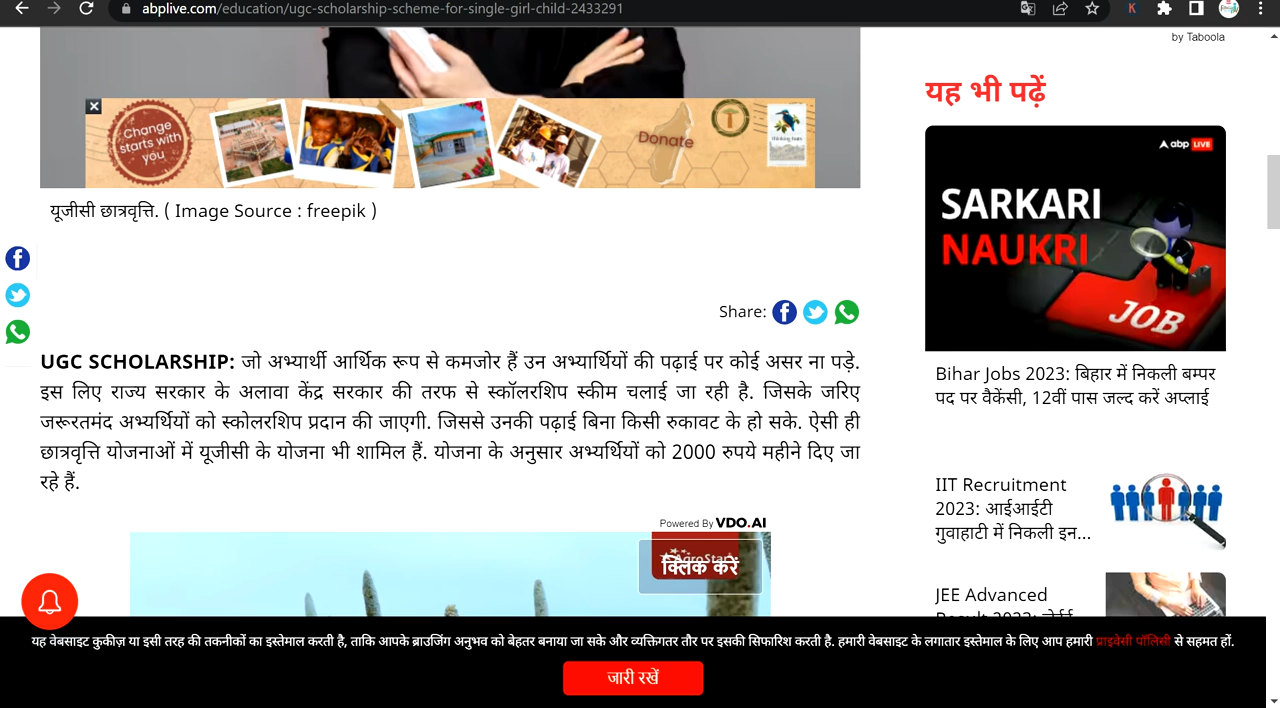 abplive.com/education/ugc-scholarship-scheme-for-single-girl-child-2433291
by Taboola
Change
starts with
you
Donate
यूजीसी छात्रवृत्ति. ( Image Source : freepik )
Share:
UGC SCHOLARSHIP: जो अभ्यार्थी आर्थिक रूप से कमजोर हैं उन अभ्यार्थियों की पढ़ाई पर कोई असर ना पड़े.
इस लिए राज्य सरकार के अलावा केंद्र सरकार की तरफ से स्कॉलरशिप स्कीम चलाई जा रही है. जिसके जरिए
जरूरतमंद अभ्यर्थियों को स्कोलरशिप प्रदान की जाएगी. जिससे उनकी पढ़ाई बिना किसी रुकावट के हो सके. ऐसी ही
छात्रवृत्ति योजनाओं में यूजीसी के योजना भी शामिल हैं. योजना के अनुसार अभ्यर्थियों को 2000 रुपये महीने दिए जा
रहे हैं.
Powered By VDO.AI
AgroStar
क्लिक करें
यह भी पढ़ें
abp LIVE
SARKARI
NAUKRI
JOB
Bihar Jobs 2023: बिहार में निकली बम्पर
पद पर वैकेंसी, 12वीं पास जल्द करें अप्लाई
IIT Recruitment
2023: आईआईटी
गुवाहाटी में निकली इन...
JEE Advanced
यह वेबसाइट कुकीज़ या इसी तरह की तकनीकों का इस्तेमाल करती है, ताकि आपके ब्राउजिंग अनुभव को बेहतर बनाया जा सके और व्यक्तिगत तौर पर इसकी सिफारिश करती है. हमारी वेबसाइट के लगातार इस्तेमाल के लिए आप हमारी प्राइवेसी पॉलिसी से सहमत हों.
जारी रखें